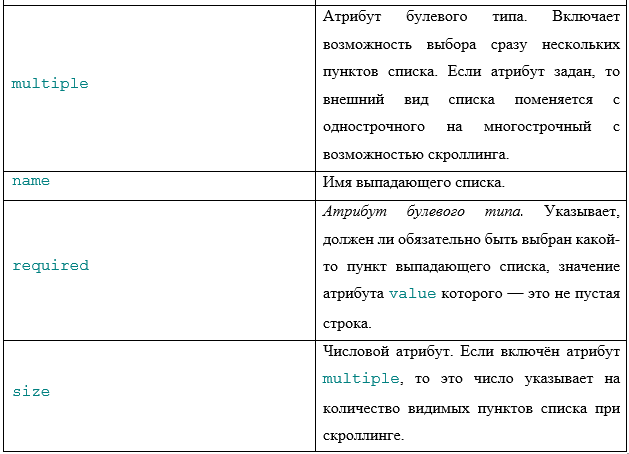 multiple
Атрибут булевого типа. Включает
возможность выбора сразу нескольких
пунктов списка. Если атрибут задан, то
внешний вид списка поменяется с
однострочного на многострочный с
возможностью скроллинга.
name
Имя выпадающего списка.
required
Атрибут булевого типа. Указывает,
должен ли обязательно быть выбран какой-
то пункт выпадающего списка, значение
атрибута value которого — это не пустая
строка.
size
Числовой атрибут. Если включён атрибут
multiple, то это число указывает на
количество видимых пунктов списка при
скроллинге.